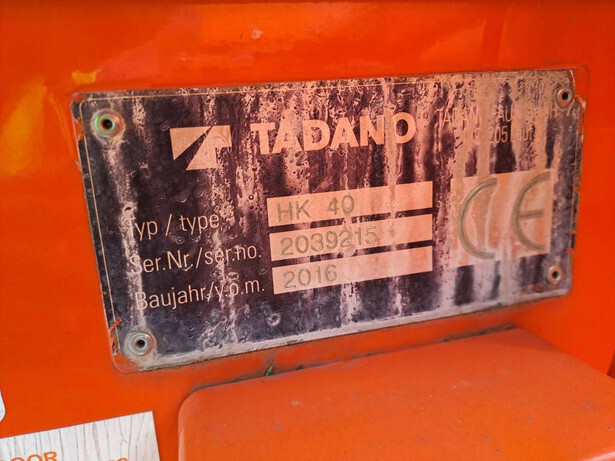 TADANO
Typ / type HK 40
Ser.Nr./ser.no. 2039215
Baujahr/y.o.m. 2016
CE